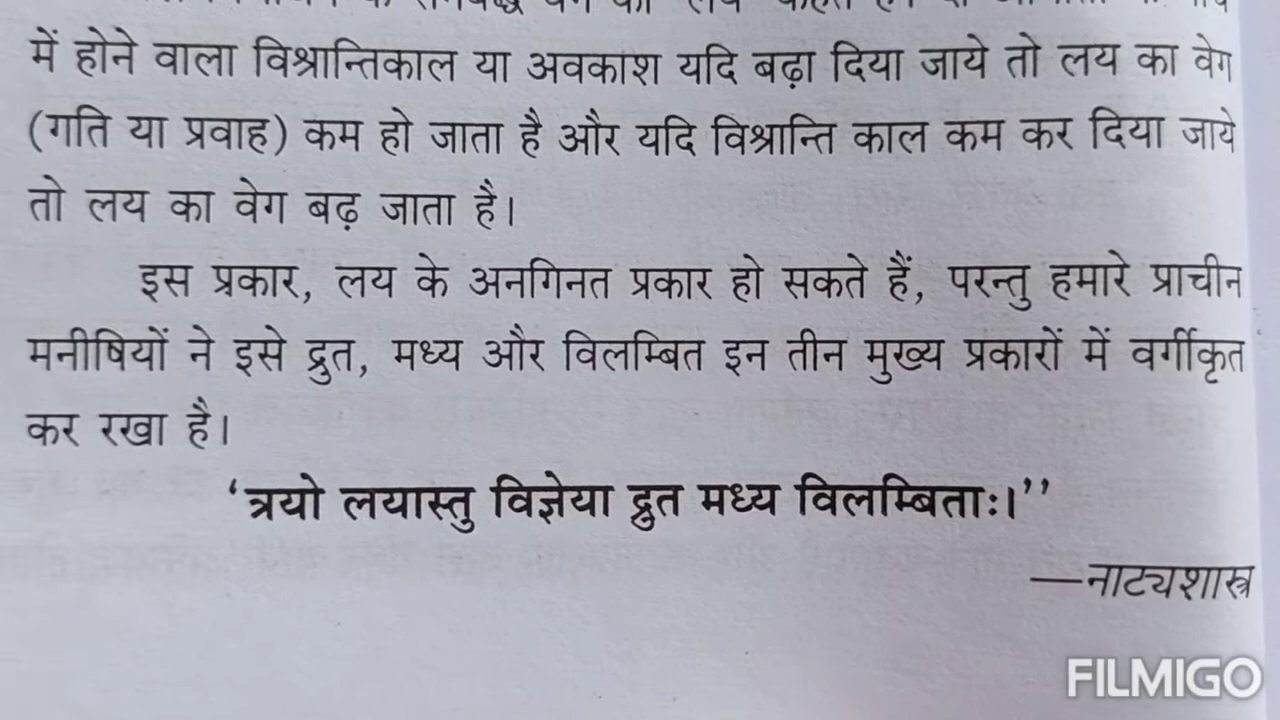 में होने वाला विश्रान्तिकाल या अवकाश यदि बढ़ा दिया जाये तो लय का वेग
(गति या प्रवाह) कम हो जाता है और यदि विश्रान्ति काल कम कर दिया जाये
तो लय का वेग बढ़ जाता है।
इस प्रकार, लय के अनगिनत प्रकार हो सकते हैं, परन्तु हमारे प्राचीन
मनीषियों ने इसे द्रुत, मध्य और विलम्बित इन तीन मुख्य प्रकारों में वर्गीकृत
कर रखा है।
‘त्रयो लयास्तु विज्ञेया द्रुत मध्य विलम्बिताः।’’
—नाट्यशास्त्र
FILMIGO